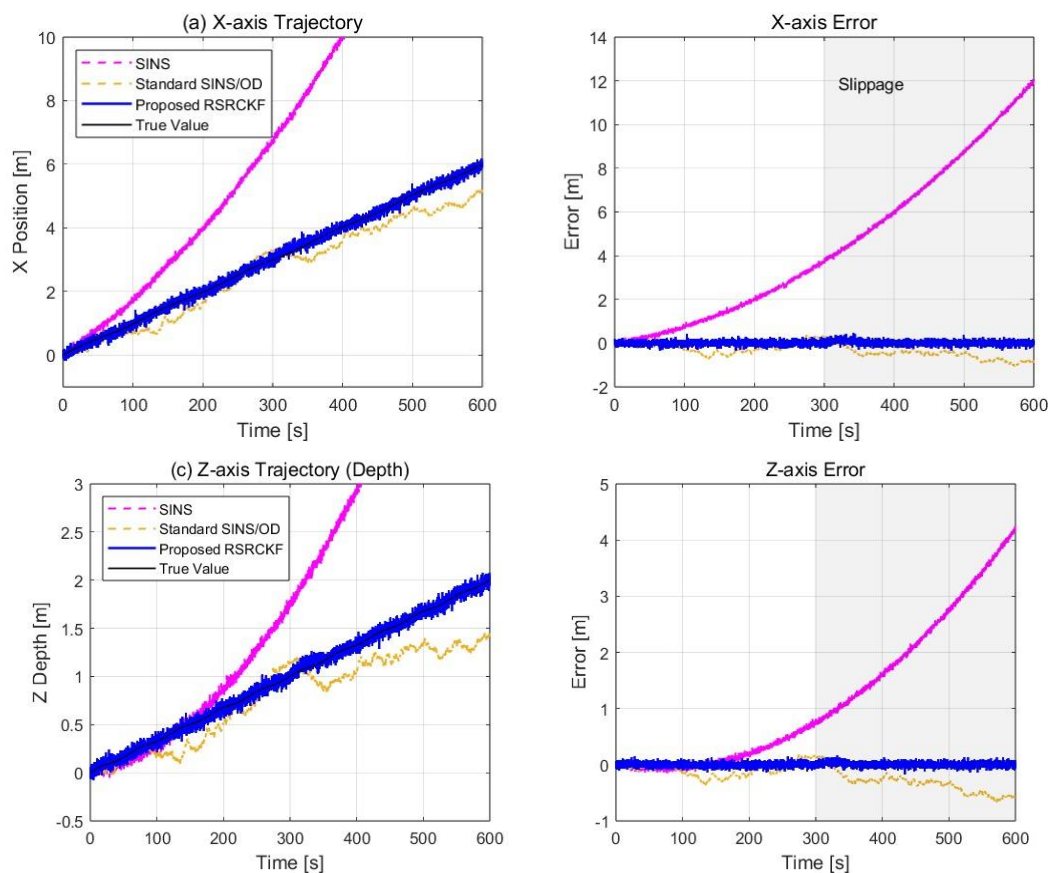 (a) X-axis Trajectory
10
8
6
4
2
0
X Position [m]
SINS
Standard SINS/OD
Proposed RSRCKF
True Value
0 100 200 300 400 500 600
Time [s]
X-axis Error
14
12
10
8
6
4
2
0
-2
Error [m]
Slippage
0 100 200 300 400 500 600
Time [s]
(c) Z-axis Trajectory (Depth)
3
2.5
2
1.5
1
0.5
0
-0.5
Z Depth [m]
SINS
Standard SINS/OD
Proposed RSRCKF
True Value
0 100 200 300 400 500 600
Time [s]
Z-axis Error
5
4
3
2
1
0
-1
Error [m]
0 100 200 300 400 500 600
Time [s]